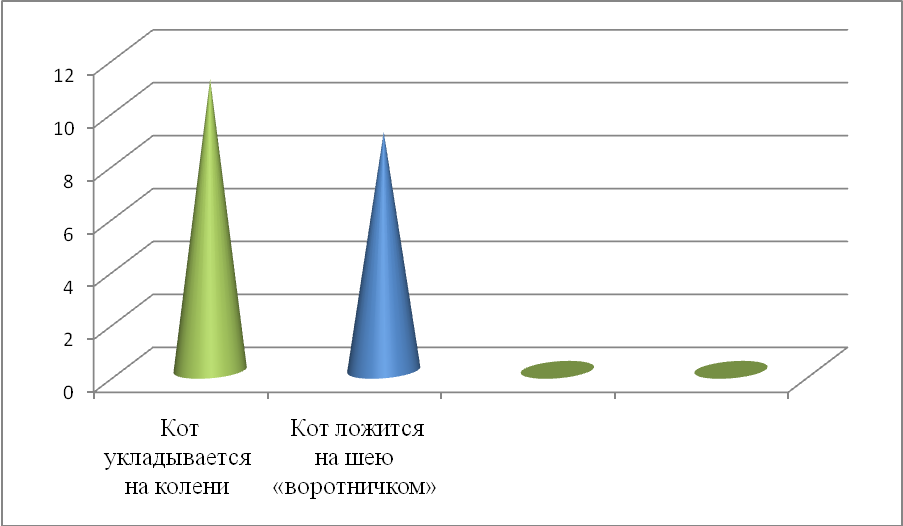 12
10
8
6
4
2
0
Кот
укладывается
на колени
Кот ложится
на шею
«воротничком»